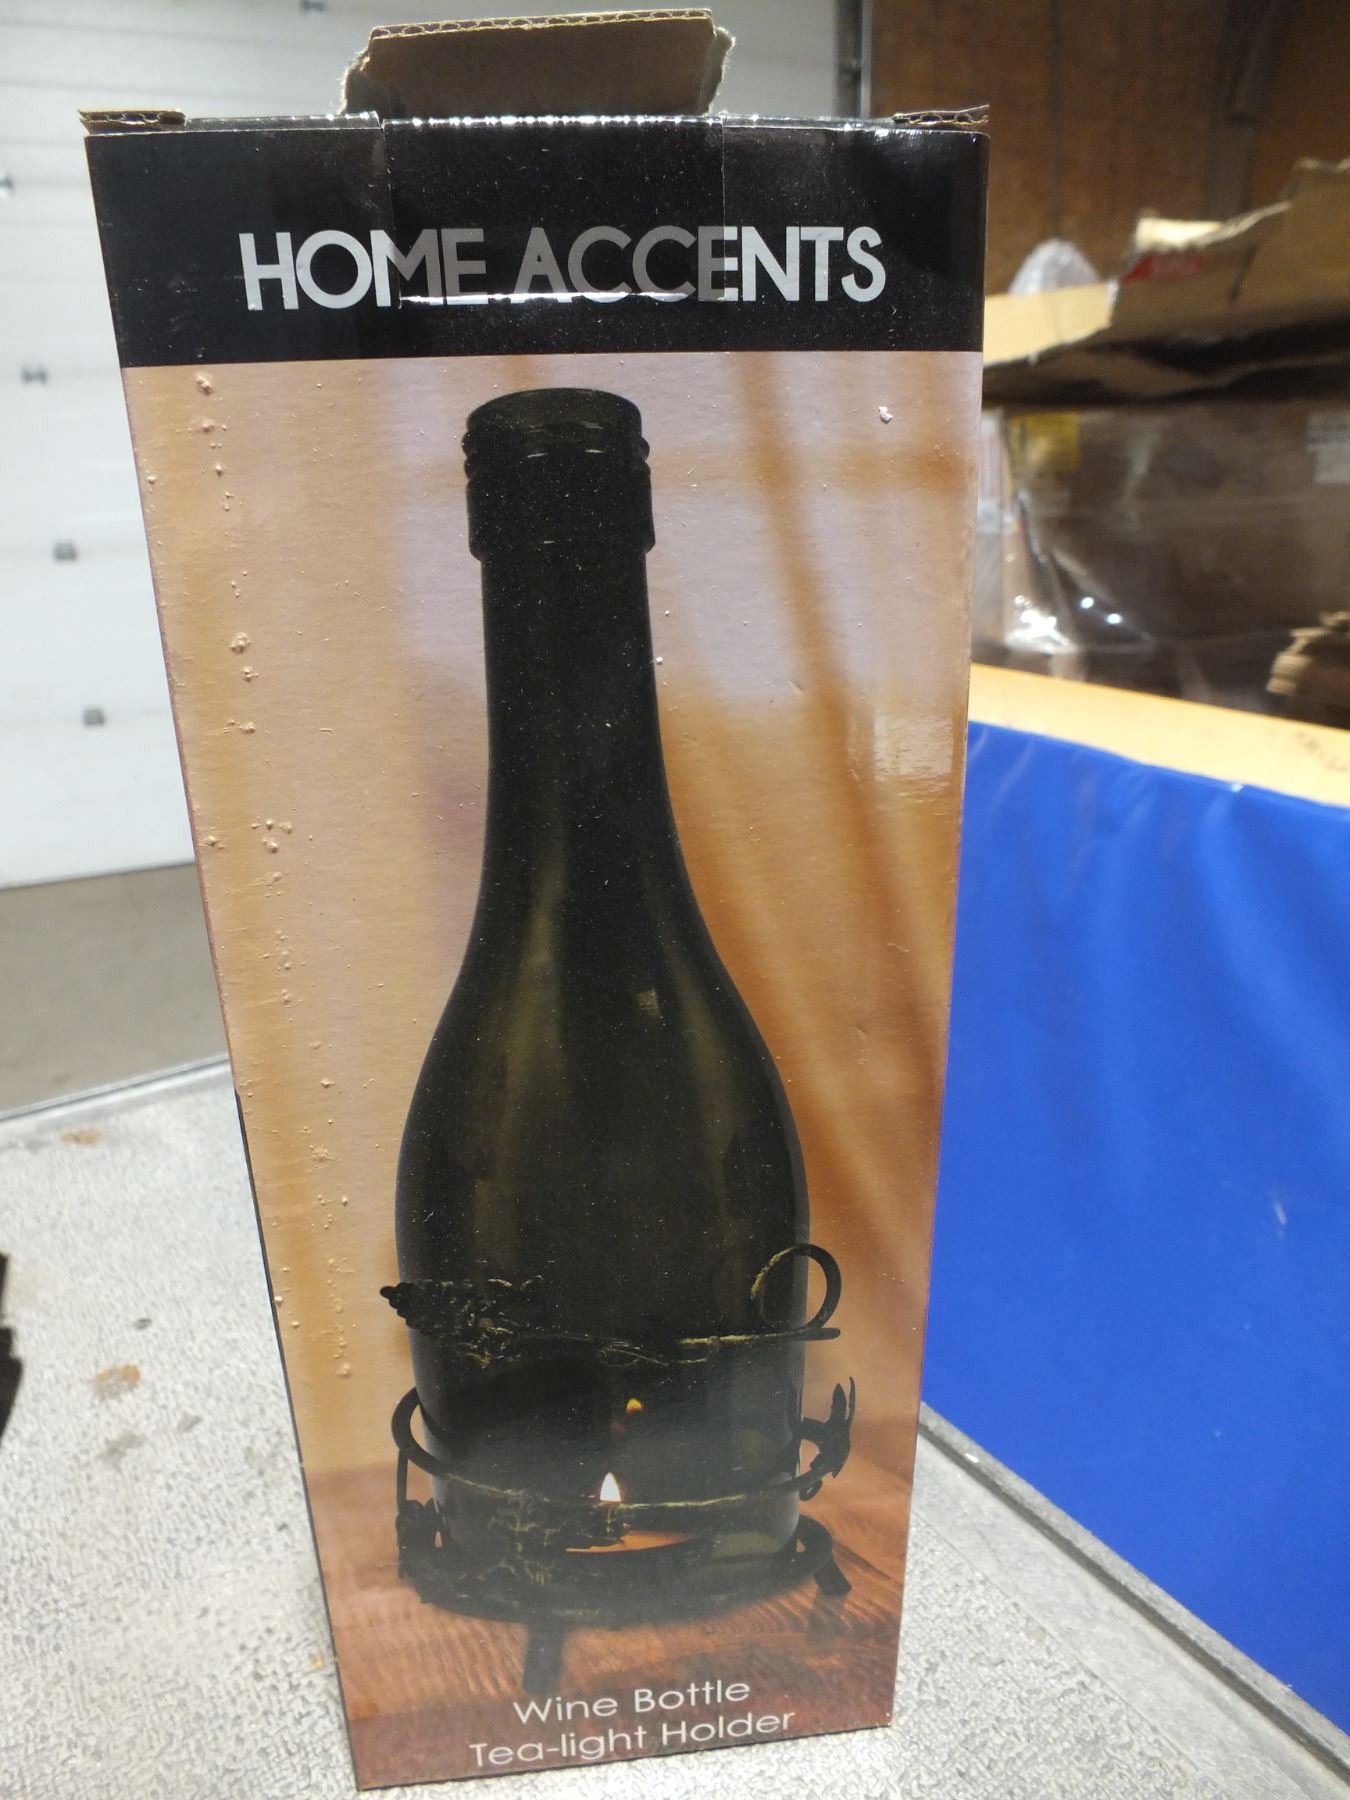 HOME ACCENTS
Wine Bottle
Tea-light Holder